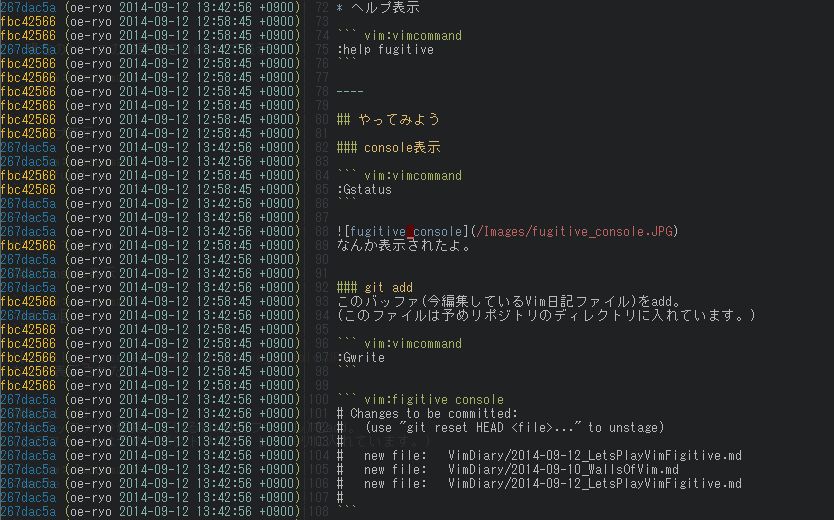 267dac5a (oe-ryo 2014-09-12 13:42:56 +0900) 72 * ヘルプ表示
fbc42566 (oe-ryo 2014-09-12 12:58:45 +0900) 73
fbc42566 (oe-ryo 2014-09-12 12:58:45 +0900) 74 ``` vim:vimcommand
267dac5a (oe-ryo 2014-09-12 13:42:56 +0900) 75 :help fugitive
fbc42566 (oe-ryo 2014-09-12 12:58:45 +0900) 76 ```
fbc42566 (oe-ryo 2014-09-12 12:58:45 +0900) 77
267dac5a (oe-ryo 2014-09-12 13:42:56 +0900) 78 ----
fbc42566 (oe-ryo 2014-09-12 12:58:45 +0900) 79
fbc42566 (oe-ryo 2014-09-12 12:58:45 +0900) 80 ## やってみよう
fbc42566 (oe-ryo 2014-09-12 12:58:45 +0900) 81
267dac5a (oe-ryo 2014-09-12 13:42:56 +0900) 82 ### console表示
267dac5a (oe-ryo 2014-09-12 13:42:56 +0900) 83
fbc42566 (oe-ryo 2014-09-12 12:58:45 +0900) 84 ``` vim:vimcommand
fbc42566 (oe-ryo 2014-09-12 12:58:45 +0900) 85 :Gstatus
fbc42566 (oe-ryo 2014-09-12 12:58:45 +0900) 86 ```
267dac5a (oe-ryo 2014-09-12 13:42:56 +0900) 87
267dac5a (oe-ryo 2014-09-12 13:42:56 +0900) 88 ![fugitive_console](/Images/fugitive_console.JPG)
fbc42566 (oe-ryo 2014-09-12 12:58:45 +0900) 89 なんか表示されたよ。
267dac5a (oe-ryo 2014-09-12 13:42:56 +0900) 90
267dac5a (oe-ryo 2014-09-12 13:42:56 +0900) 91
267dac5a (oe-ryo 2014-09-12 13:42:56 +0900) 92 ### git add
fbc42566 (oe-ryo 2014-09-12 12:58:45 +0900) 93 このバッファ(今編集しているVim日記ファイル)をadd。
267dac5a (oe-ryo 2014-09-12 13:42:56 +0900) 94 (このファイルは予めリポジトリのディレクトリに入れています。)
fbc42566 (oe-ryo 2014-09-12 12:58:45 +0900) 95
fbc42566 (oe-ryo 2014-09-12 12:58:45 +0900) 96 ``` vim:vimcommand
fbc42566 (oe-ryo 2014-09-12 12:58:45 +0900) 97 :Gwrite
fbc42566 (oe-ryo 2014-09-12 12:58:45 +0900) 98 ```
fbc42566 (oe-ryo 2014-09-12 12:58:45 +0900) 99
267dac5a (oe-ryo 2014-09-12 13:42:56 +0900) 100 ``` vim:figitive console
267dac5a (oe-ryo 2014-09-12 13:42:56 +0900) 101 # Changes to be committed:
267dac5a (oe-ryo 2014-09-12 13:42:56 +0900) 102 #   (use "git reset HEAD <file>..." to unstage)
267dac5a (oe-ryo 2014-09-12 13:42:56 +0900) 103 #
267dac5a (oe-ryo 2014-09-12 13:42:56 +0900) 104 #   new file:   VimDiary/2014-09-12_LetsPlayVimFigitive.md
267dac5a (oe-ryo 2014-09-12 13:42:56 +0900) 105 #   new file:   VimDiary/2014-09-10_WallsOfVim.md
267dac5a (oe-ryo 2014-09-12 13:42:56 +0900) 106 #   new file:   VimDiary/2014-09-12_LetsPlayVimFigitive.md
267dac5a (oe-ryo 2014-09-12 13:42:56 +0900) 107 #
267dac5a (oe-ryo 2014-09-12 13:42:56 +0900) 108 ```